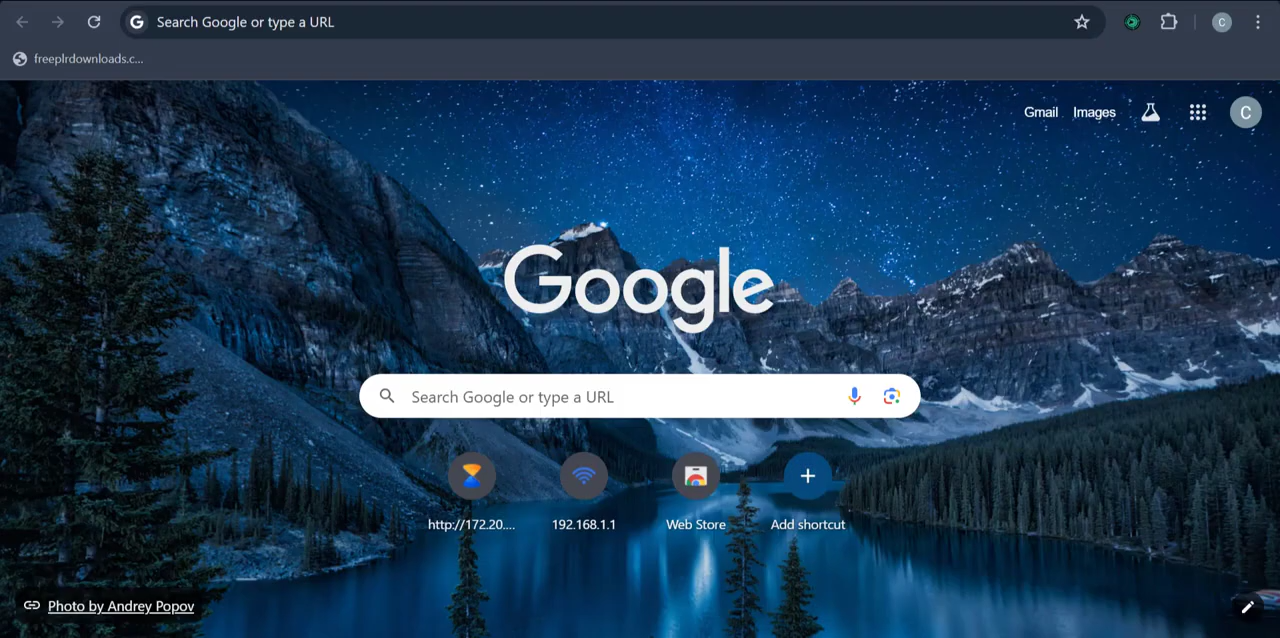 Search Google or type a URL
C
freeplrdownloads.c...
Gmail Images
C
Google
Search Google or type a URL
http://172.20....
192.168.1.1
Web Store
Add shortcut
Photo by Andrey Popov